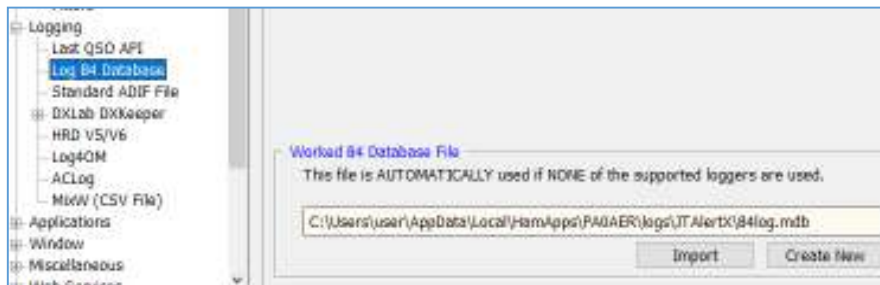 Logging
Last QSO API
Log B4 Database
Standard ADIF File
DXLab DXKeeper
HRD V5/V6
Log4OM
ACLog
MixW (CSV File)
Applications
Window
Miscellaneous
Web Services
Worked B4 Database File
This file is AUTOMATICALLY used if NONE of the supported loggers are used.
C:\Users\user\AppData\Local\HamApps\PA0AER\logs\JTAlertX\B4log.mdb
Import
Create New